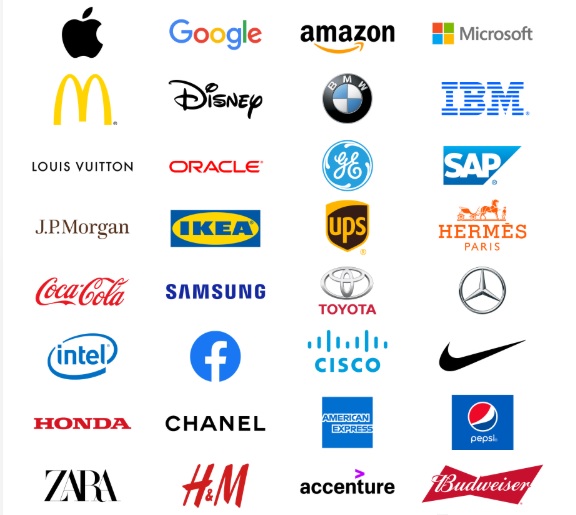 Google
amazon
Microsoft
M
Disney
BMW
IBM
LOUIS VUITTON
ORACLE
GE
SAP
J.P.Morgan
IKEA
ups
HERMÈS
PARIS
Coca-Cola
SAMSUNG
TOYOTA
intel
f
CISCO
HONDA
CHANEL
AMERICAN
EXPRESS
pepsi
ZARA
H&M
accenture
Budweiser